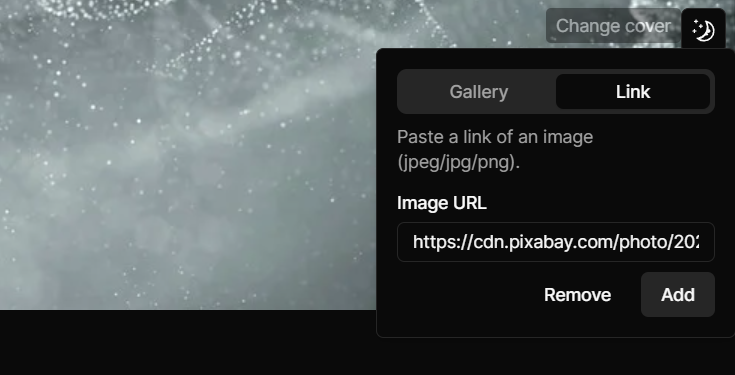 Change cover
Gallery
Link
Paste a link of an image
(jpeg/jpg/png).
Image URL
https://cdn.pixabay.com/photo/202
Remove
Add